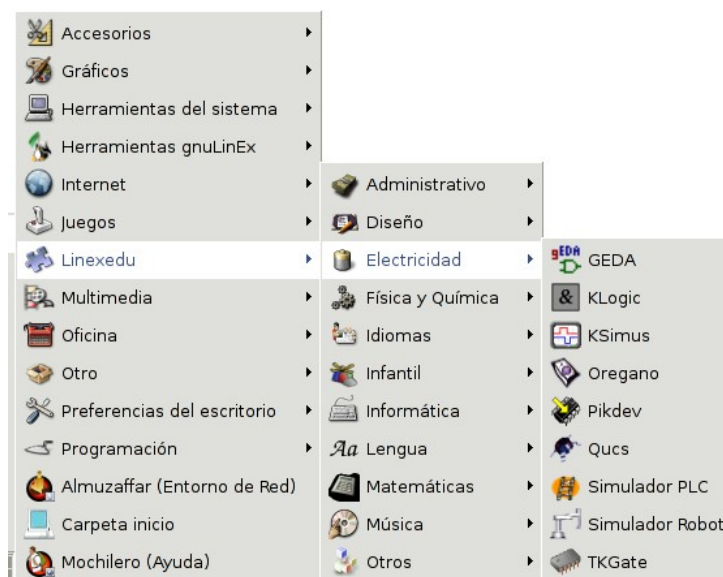 Accesorios
Gráficos
Herramientas del sistema
Herramientas gnuLinEx
Internet
Juegos
Linexedu
Multimedia
Oficina
Otro
Preferencias del escritorio
Programación
Almuzaffar (Entorno de Red)
Carpeta inicio
Mochilero (Ayuda)
Administrativo
Diseño
Electricidad
Física y Química
Idiomas
Infantil
Informática
Aa Lengua
Matemáticas
Música
Otros
gEDA GEDA
& KLogic
KSimus
Oregano
Pikdev
Qucs
Simulador PLC
Simulador Robot
TKGate